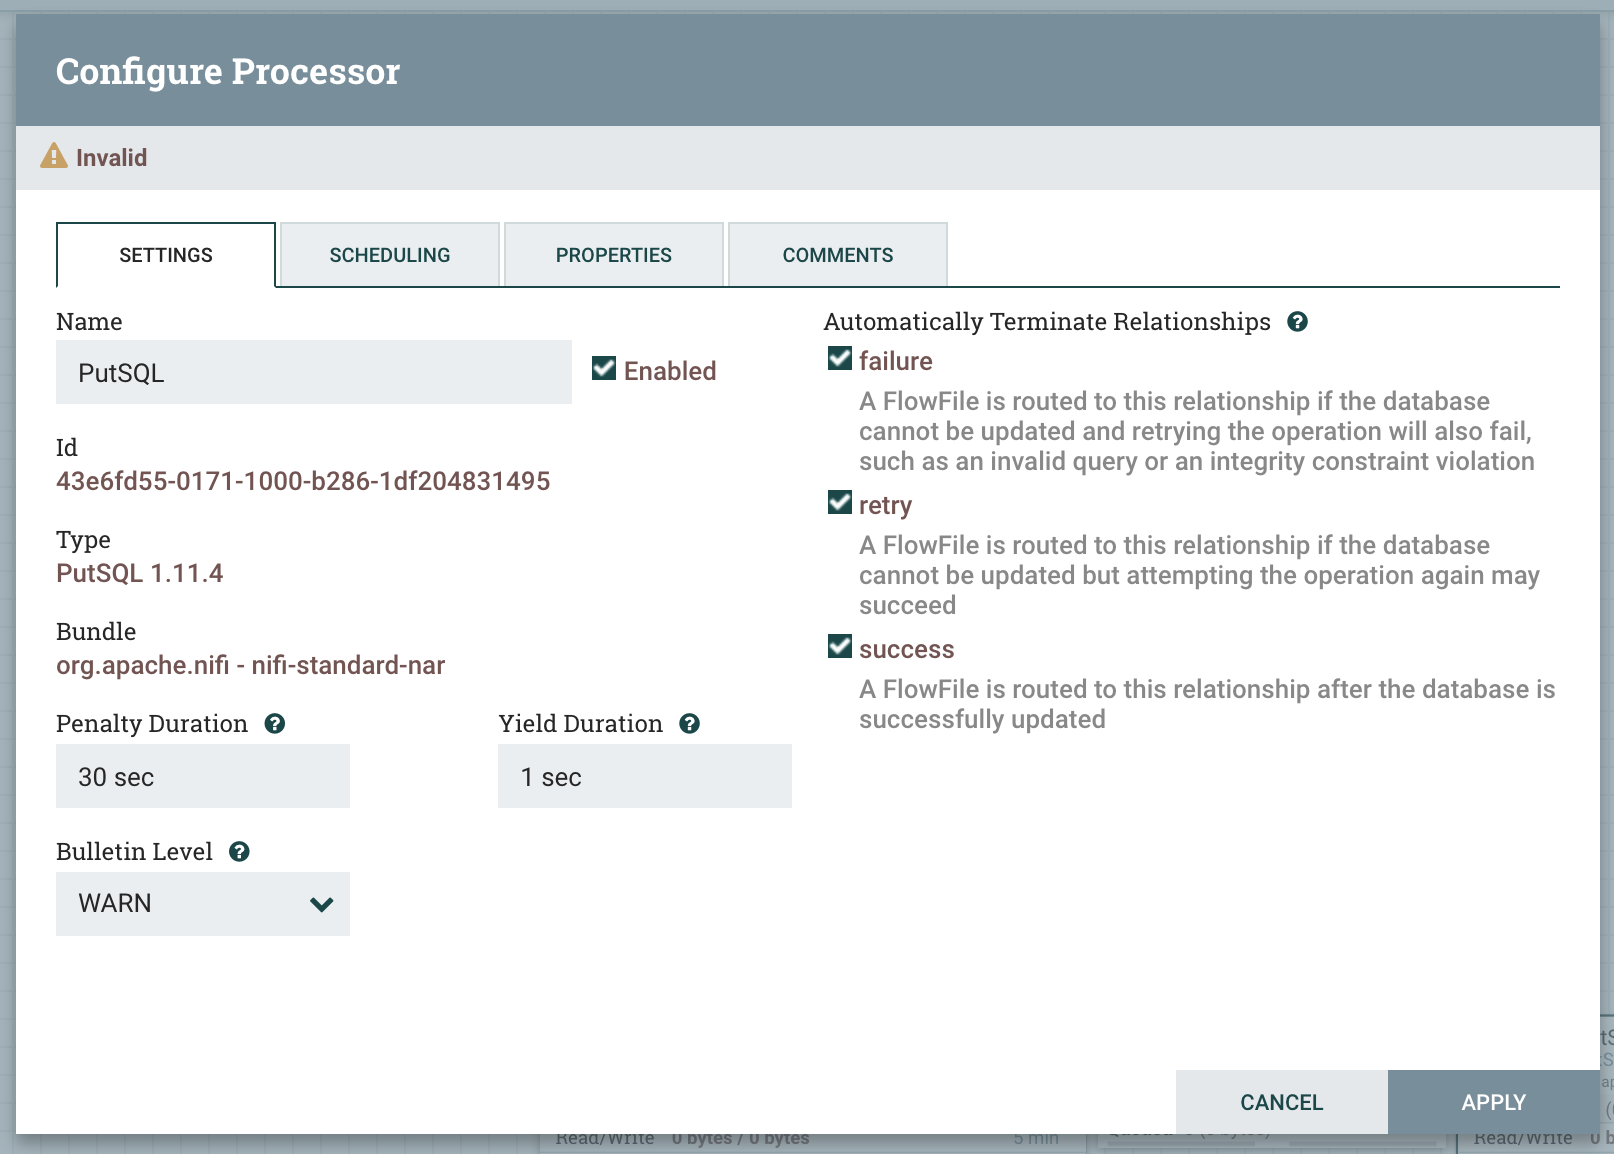 Configure Processor
Invalid
SETTINGS
SCHEDULING
PROPERTIES
COMMENTS
Name
PutSQL
Enabled
Id
43e6fd55-0171-1000-b286-1df204831495
Type
PutSQL 1.11.4
Bundle
org.apache.nifi - nifi-standard-nar
Penalty Duration
Yield Duration
30 sec
1 sec
Bulletin Level
WARN
Automatically Terminate Relationships
failure
A FlowFile is routed to this relationship if the database
cannot be updated and retrying the operation will also fail,
such as an invalid query or an integrity constraint violation
retry
A FlowFile is routed to this relationship if the database
cannot be updated but attempting the operation again may
succeed
success
A FlowFile is routed to this relationship after the database is
successfully updated
CANCEL
APPLY
Read/Write 0 bytes / 0 bytes
5 min
Read/Write